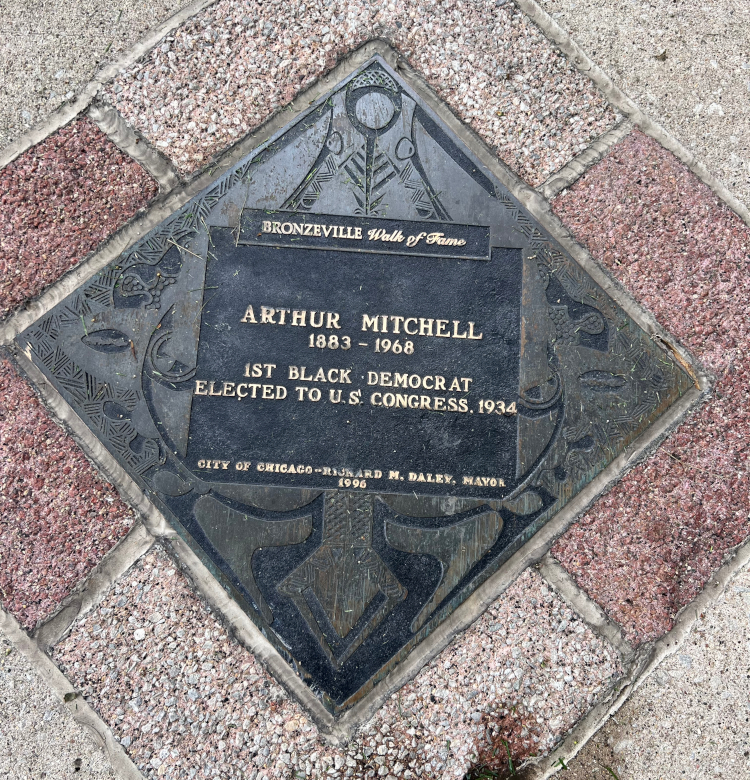 BRONZEVILLE Walk of Fame
ARTHUR MITCHELL
1883 - 1968
1ST BLACK DEMOCRAT
ELECTED TO U.S. CONGRESS, 1934
CITY OF CHICAGO-RICHARD M. DALEY, MAYOR
1996